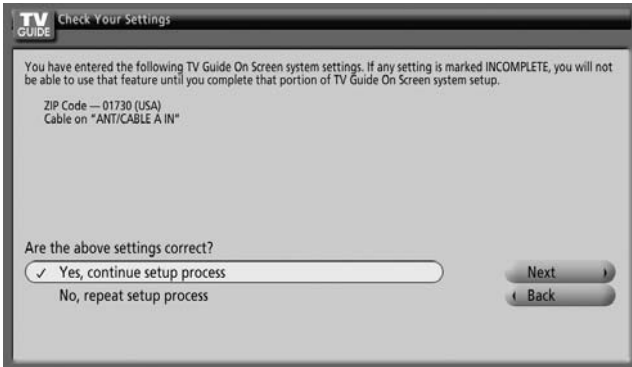 TV GUIDE Check Your Settings
You have entered the following TV Guide On Screen system settings. If any setting is marked INCOMPLETE, you will not
be able to use that feature until you complete that portion of TV Guide On Screen system setup.
ZIP Code — 01730 (USA)
Cable on "ANT/CABLE A IN"
Are the above settings correct?
✓ Yes, continue setup process
Next
No, repeat setup process
Back